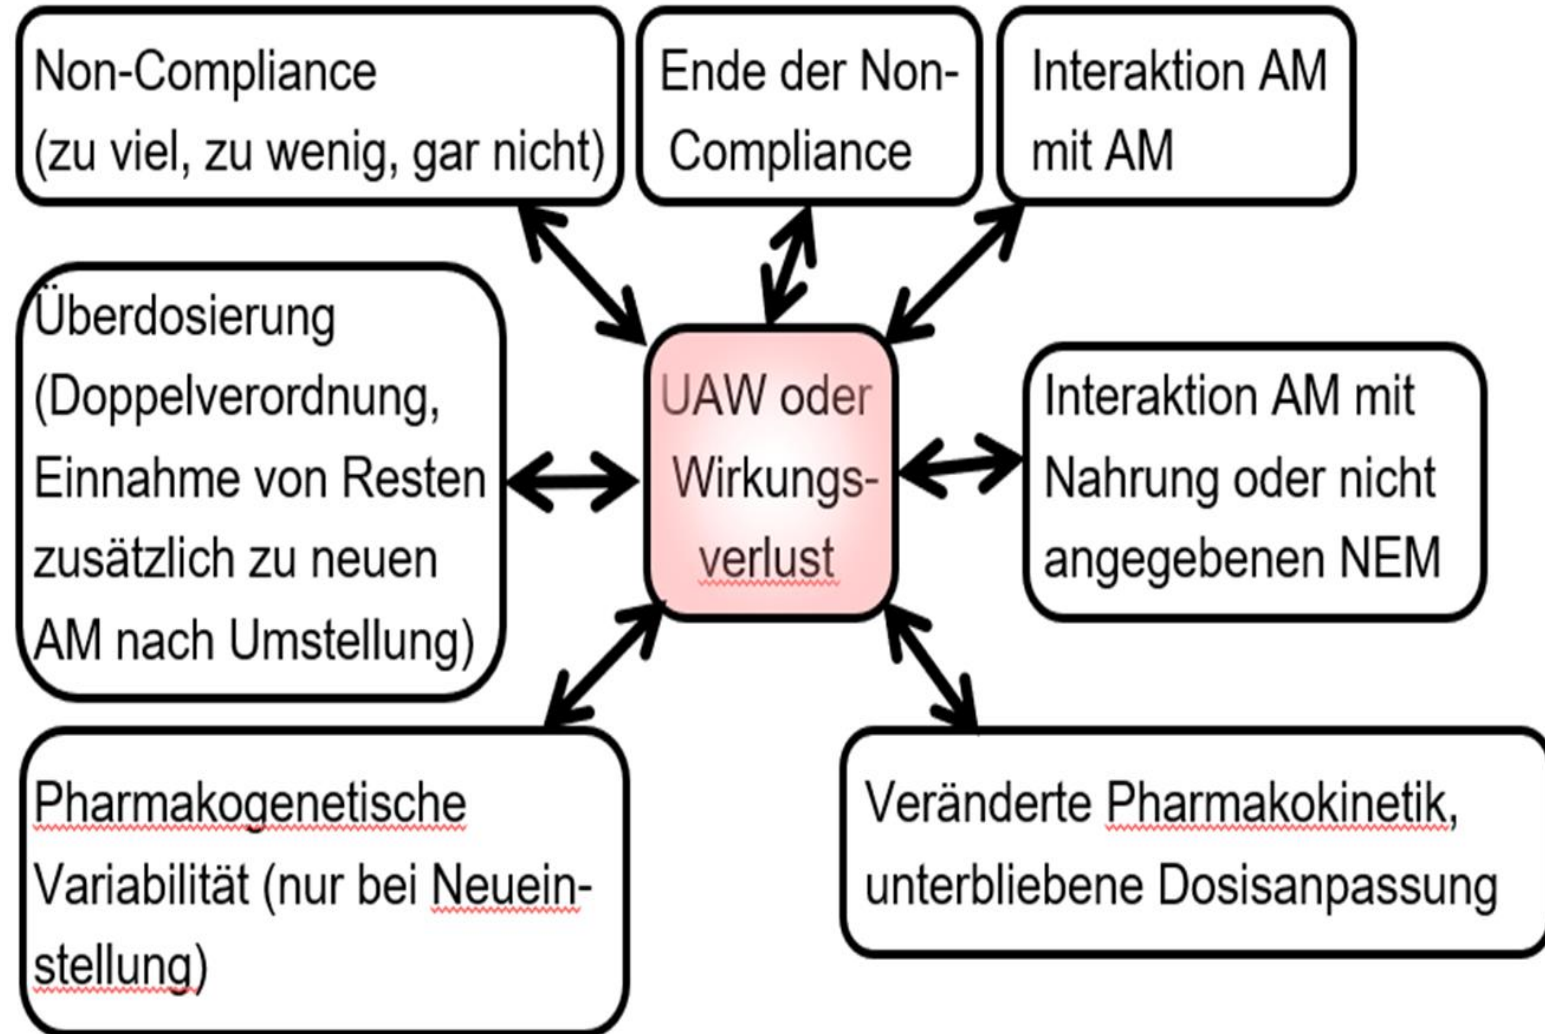 Non-Compliance
(zu viel, zu wenig, gar nicht)
Ende der Non-
Compliance
Interaktion AM
mit AM
Überdosierung
(Doppelverordnung,
Einnahme von Resten
zusätzlich zu neuen
AM nach Umstellung)
UAW oder
Wirkungs-
verlust
Interaktion AM mit
Nahrung oder nicht
angegebenen NEM
Pharmakogenetische
Variabilität (nur bei Neuein-
stellung)
Veränderte Pharmakokinetik,
unterbliebene Dosisanpassung